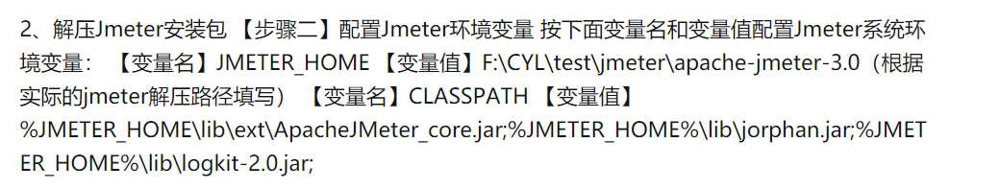 2、解压Jmeter安装包 【步骤二】配置Jmeter环境变量 按下面变量名和变量值配置Jmeter系统环
境变量： 【变量名】JMETER_HOME 【变量值】F:\CYL\test\jmeter\apache-jmeter-3.0（根据
实际的jmeter解压路径填写） 【变量名】CLASSPATH 【变量值】
%JMETER_HOME\lib\ext\ApacheJMeter_core.jar;%JMETER_HOME%\lib\jorphan.jar;%JMET
ER_HOME%\lib\logkit-2.0.jar;